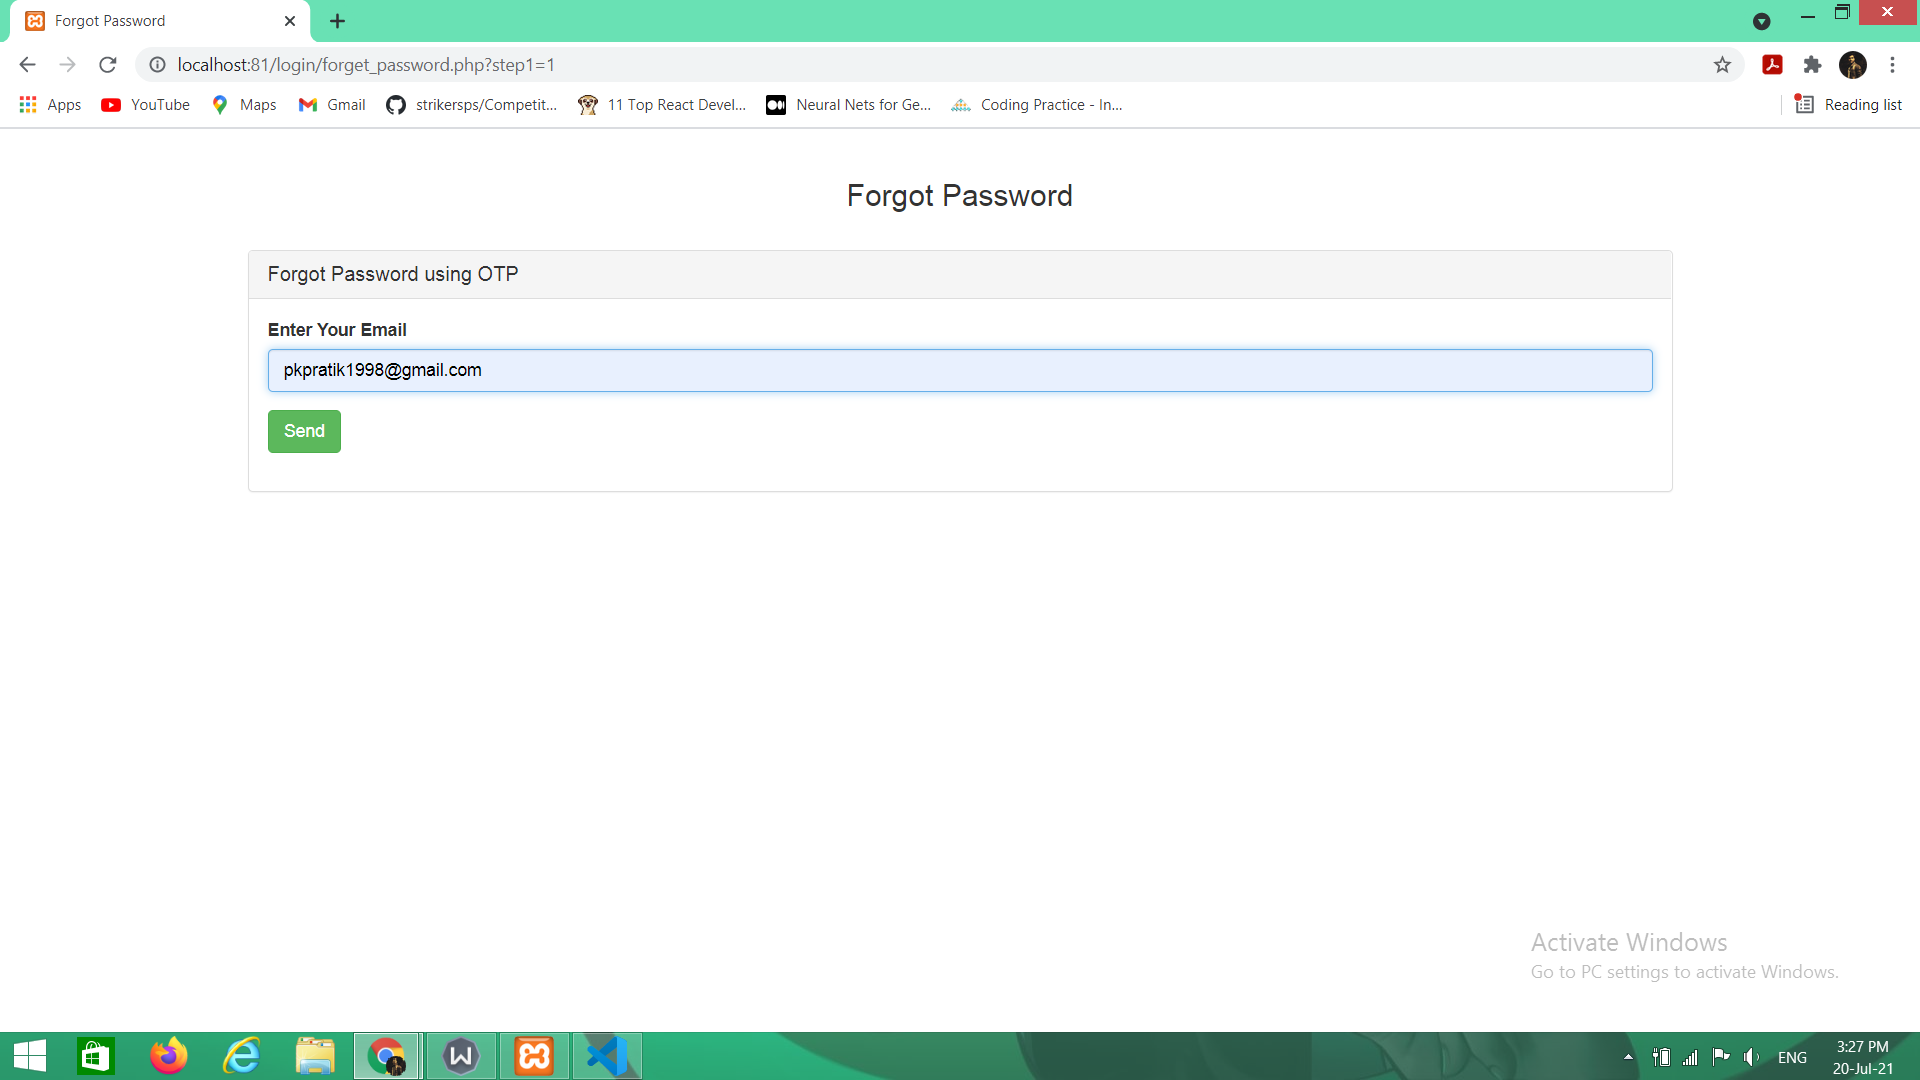 Forgot Password
localhost:81/login/forget_password.php?step1=1
Apps YouTube Maps Gmail strikersps/Competit... 11 Top React Devel... Neural Nets for Ge... Coding Practice - In... Reading list
Forgot Password
Forgot Password using OTP
Enter Your Email
pkpratik1998@gmail.com
Send
Activate Windows
Go to PC settings to activate Windows.
ENG
3:27 PM
20-Jul-21